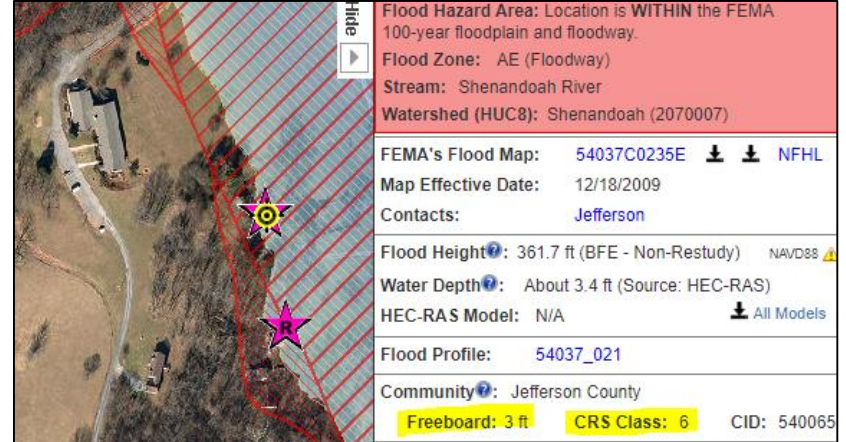 Hide
Flood Hazard Area: Location is WITHIN the FEMA
100-year floodplain and floodway.
Flood Zone: AE (Floodway)
Stream: Shenandoah River
Watershed (HUC8): Shenandoah (2070007)
FEMA's Flood Map: 54037C0235E NFHL
Map Effective Date: 12/18/2009
Contacts: Jefferson
Flood Height?: 361.7 ft (BFE - Non-Restudy) NAVD88
Water Depth?: About 3.4 ft (Source: HEC-RAS)
HEC-RAS Model: N/A All Models
Flood Profile: 54037_021
Community?: Jefferson County
Freeboard: 3 ft CRS Class: 6 CID: 540065
R